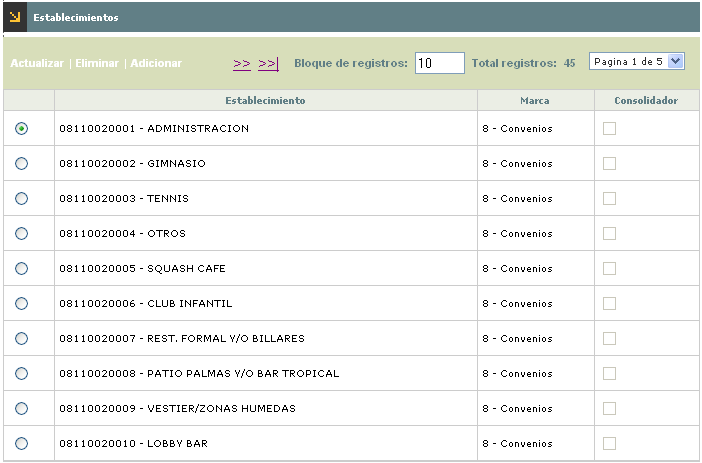 Establecimientos
Actualizar | Eliminar | Adicionar >> >>| Bloque de registros: 10 Total registros: 45 Pagina 1 de 5
Establecimiento Marca Consolidador
08110020001 - ADMINISTRACION 8 - Convenios
08110020002 - GIMNASIO 8 - Convenios
08110020003 - TENNIS 8 - Convenios
08110020004 - OTROS 8 - Convenios
08110020005 - SQUASH CAFE 8 - Convenios
08110020006 - CLUB INFANTIL 8 - Convenios
08110020007 - REST. FORMAL Y/O BILLARES 8 - Convenios
08110020008 - PATIO PALMAS Y/O BAR TROPICAL 8 - Convenios
08110020009 - VESTIER/ZONAS HUMEDAS 8 - Convenios
08110020010 - LOBBY BAR 8 - Convenios